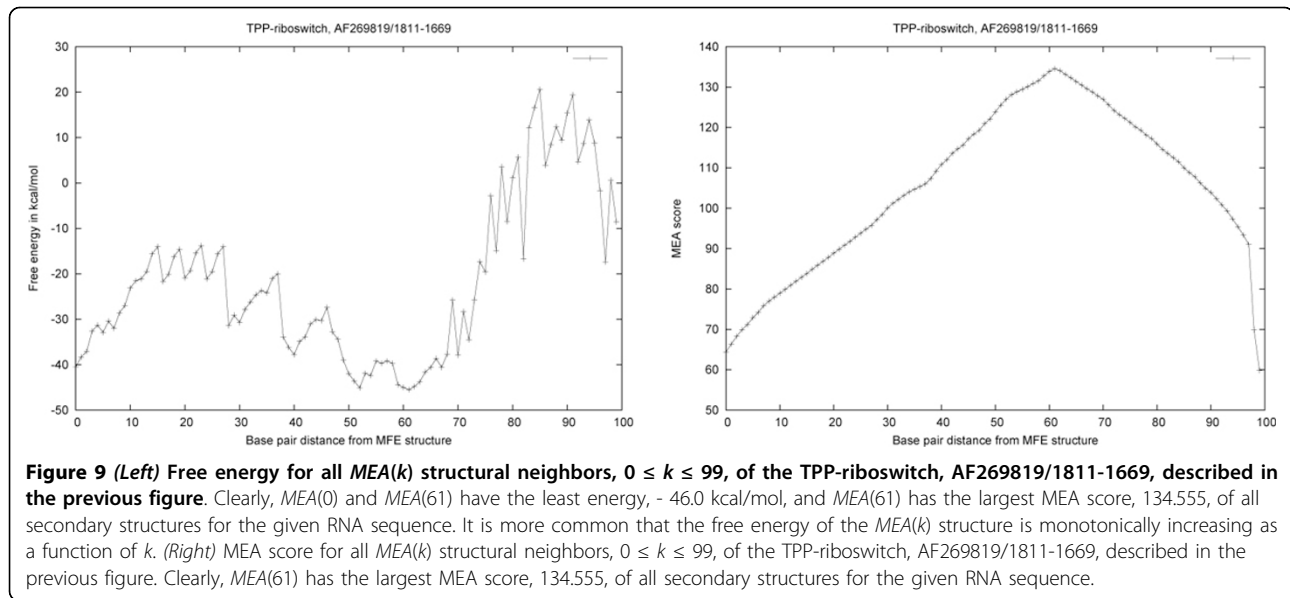 TPP-riboswitch, AF269819/1811-1669
30
20
10
0
-10
-20
-30
-40
-50
Free energy in kcal/mol
0 10 20 30 40 50 60 70 80 90 100
Base pair distance from MFE structure
TPP-riboswitch, AF269819/1811-1669
140
130
120
110
100
90
80
70
60
50
MEA score
0 10 20 30 40 50 60 70 80 90 100
Base pair distance from MFE structure
Figure 9 (Left) Free energy for all MEA(k) structural neighbors, 0 ≤ k ≤ 99, of the TPP-riboswitch, AF269819/1811-1669, described in
the previous figure. Clearly, MEA(0) and MEA(61) have the least energy, - 46.0 kcal/mol, and MEA(61) has the largest MEA score, 134.555, of all
secondary structures for the given RNA sequence. It is more common that the free energy of the MEA(k) structure is monotonically increasing as
a function of k. (Right) MEA score for all MEA(k) structural neighbors, 0 ≤ k ≤ 99, of the TPP-riboswitch, AF269819/1811-1669, described in the
previous figure. Clearly, MEA(61) has the largest MEA score, 134.555, of all secondary structures for the given RNA sequence.